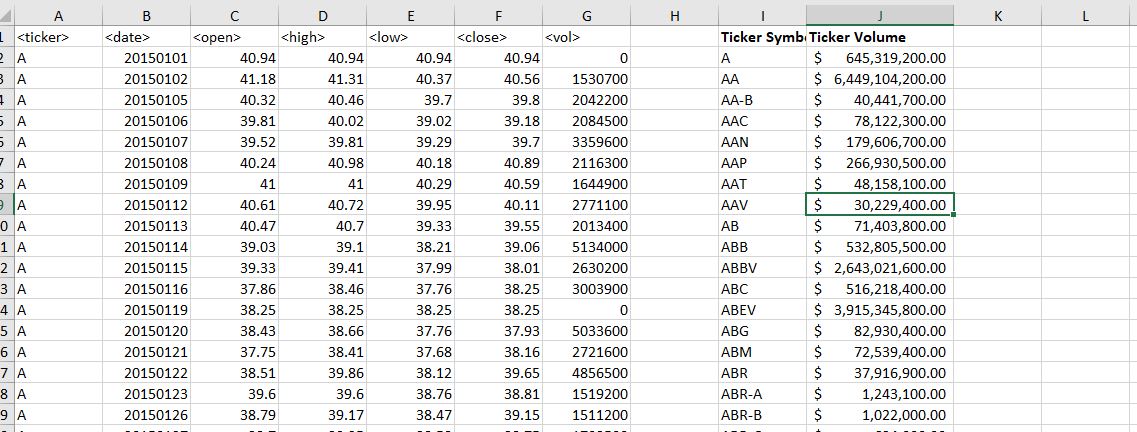 A B C D E F G H I J K L
1 <ticker> <date> <open> <high> <low> <close> <vol> Ticker Symb Ticker Volume
2 A 20150101 40.94 40.94 40.94 40.94 0 A $ 645,319,200.00
3 A 20150102 41.18 41.31 40.37 40.56 1530700 AA $ 6,449,104,200.00
4 A 20150105 40.32 40.46 39.7 39.8 2042200 AA-B $ 40,441,700.00
5 A 20150106 39.81 40.02 39.02 39.18 2084500 AAC $ 78,122,300.00
6 A 20150107 39.52 39.81 39.29 39.7 3359600 AAN $ 179,606,700.00
7 A 20150108 40.24 40.98 40.18 40.89 2116300 AAP $ 266,930,500.00
8 A 20150109 41 41 40.29 40.59 1644900 AAT $ 48,158,100.00
9 A 20150112 40.61 40.72 39.95 40.11 2771100 AAV $ 30,229,400.00
0 A 20150113 40.47 40.7 39.33 39.55 2013400 AB $ 71,403,800.00
1 A 20150114 39.03 39.1 38.21 39.06 5134000 ABB $ 532,805,500.00
2 A 20150115 39.33 39.41 37.99 38.01 2630200 ABBV $ 2,643,021,600.00
3 A 20150116 37.86 38.46 37.76 38.25 3003900 ABC $ 516,218,400.00
4 A 20150119 38.25 38.25 38.25 38.25 0 ABEV $ 3,915,345,800.00
5 A 20150120 38.43 38.66 37.76 37.93 5033600 ABG $ 82,930,400.00
6 A 20150121 37.75 38.41 37.68 38.16 2721600 ABM $ 72,539,400.00
7 A 20150122 38.51 39.86 38.12 39.65 4856500 ABR $ 37,916,900.00
8 A 20150123 39.6 39.6 38.76 38.81 1519200 ABR-A $ 1,243,100.00
9 A 20150126 38.79 39.17 38.47 39.15 1511200 ABR-B $ 1,022,000.00